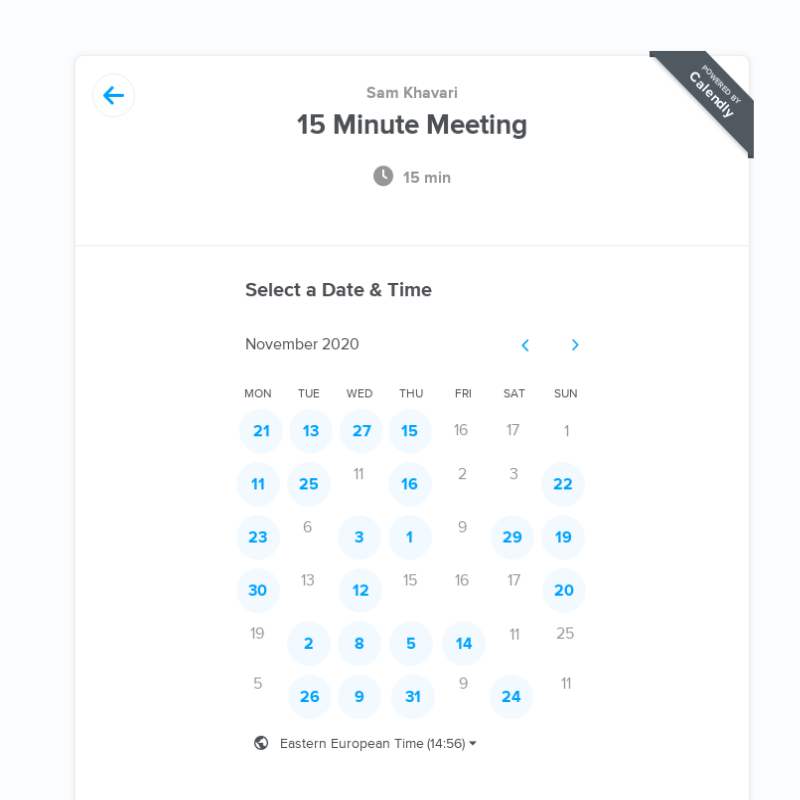 POWERED BY
Calendly
Sam Khavari
15 Minute Meeting
15 min
Select a Date & Time
November 2020
MON TUE WED THU FRI SAT SUN
21 13 27 15 16 17 1
11 25 11 16 2 3 22
23 6 3 1 9 29 19
30 13 12 15 16 17 20
19 2 8 5 14 11 25
5 26 9 31 9 24 11
Eastern European Time (14:56)